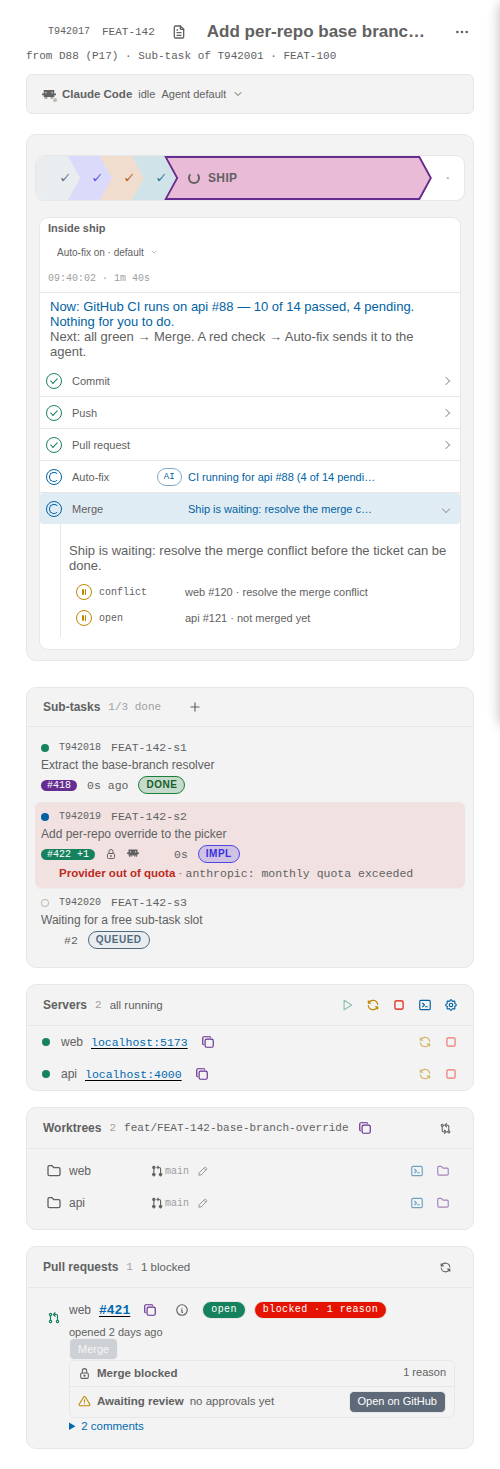 T942017 FEAT-142 Add per-repo base branc…
from D88 (P17) · Sub-task of T942001 · FEAT-100
Claude Code idle Agent default
SHIP
Inside ship
Auto-fix on · default
09:40:02 · 1m 40s
Now: GitHub CI runs on api #88 — 10 of 14 passed, 4 pending.
Nothing for you to do.
Next: all green → Merge. A red check → Auto-fix sends it to the
agent.
Commit
Push
Pull request
Auto-fix AI CI running for api #88 (4 of 14 pendi…
Merge Ship is waiting: resolve the merge c…
Ship is waiting: resolve the merge conflict before the ticket can be
done.
conflict web #120 · resolve the merge conflict
open api #121 · not merged yet
Sub-tasks 1/3 done
T942018 FEAT-142-s1
Extract the base-branch resolver
#418 0s ago DONE
T942019 FEAT-142-s2
Add per-repo override to the picker
#422 +1 0s IMPL
Provider out of quota · anthropic: monthly quota exceeded
T942020 FEAT-142-s3
Waiting for a free sub-task slot
#2 QUEUED
Servers 2 all running
web localhost:5173
api localhost:4000
Worktrees 2 feat/FEAT-142-base-branch-override
web main
api main
Pull requests 1 1 blocked
web #421 open blocked · 1 reason
opened 2 days ago
Merge
Merge blocked 1 reason
Awaiting review no approvals yet Open on GitHub
2 comments